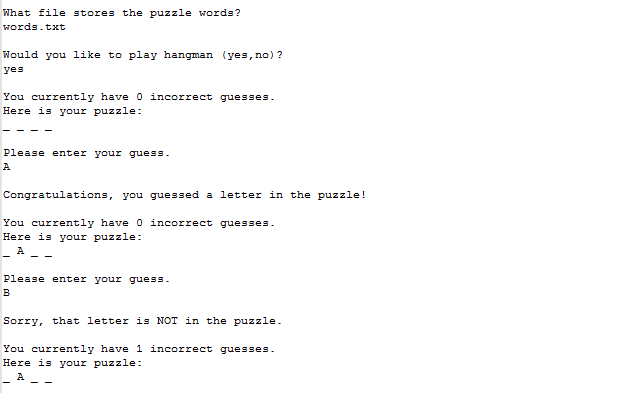 What file stores the puzzle words?
words.txt
Would you like to play hangman (yes,no)?
yes
You currently have 0 incorrect guesses.
Here is your puzzle:
_ _ _ _
Please enter your guess.
A
Congratulations, you guessed a letter in the puzzle!
You currently have 0 incorrect guesses.
Here is your puzzle:
_ A _ _
Please enter your guess.
B
Sorry, that letter is NOT in the puzzle.
You currently have 1 incorrect guesses.
Here is your puzzle:
_ A _ _